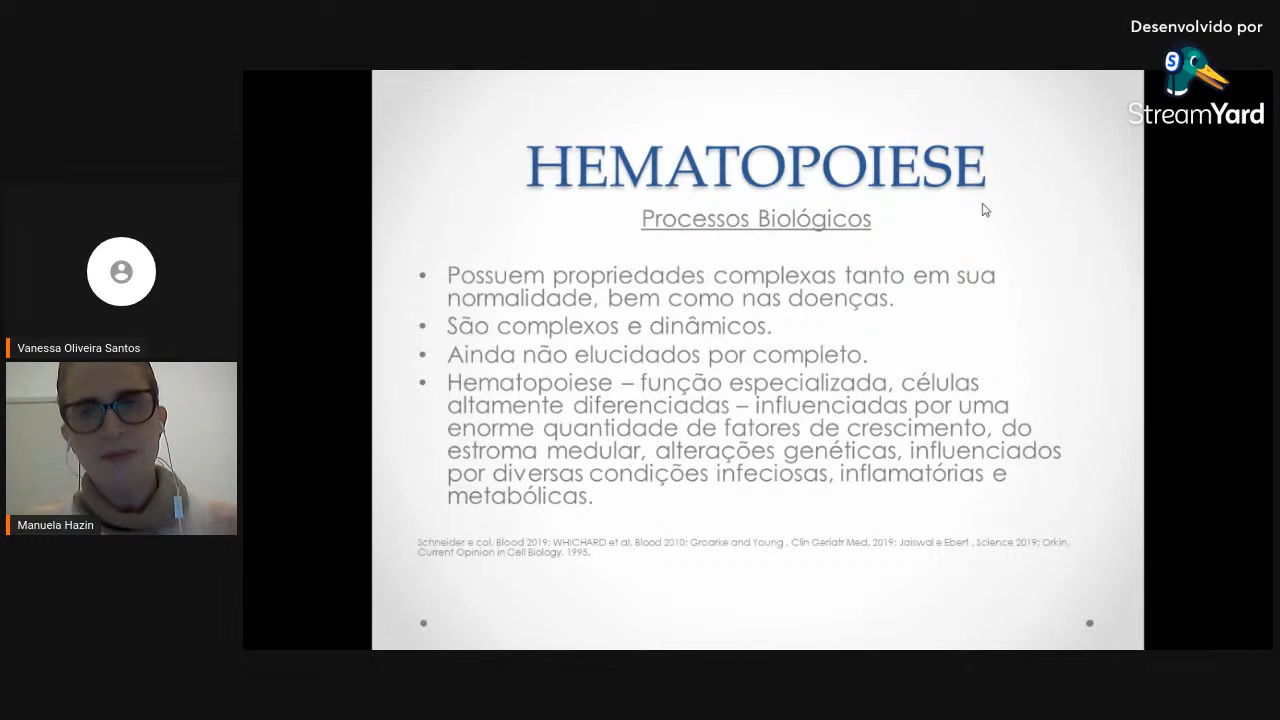 Desenvolvido por
StreamYard
HEMATOPOIESE
Processos Biológicos
• Possuem propriedades complexas tanto em sua
normalidade, bem como nas doenças.
• São complexos e dinâmicos.
• Ainda não elucidados por completo.
• Hematopoiese – função especializada, células
altamente diferenciadas – influenciadas por uma
enorme quantidade de fatores de crescimento, do
estroma medular, alterações genéticas, influenciados
por diversas condições infeciosas, inflamatórias e
metabólicas.
Schneider e col, Blood 2019; WHICHARD et al, Blood 2010; Groarke and Young , Clin Geriatr Med, 2019; Jaiswal e Ebert , Science 2019; Orkin,
Current Opinion in Cell Biology, 1995.
Vanessa Oliveira Santos
Manuela Hazin